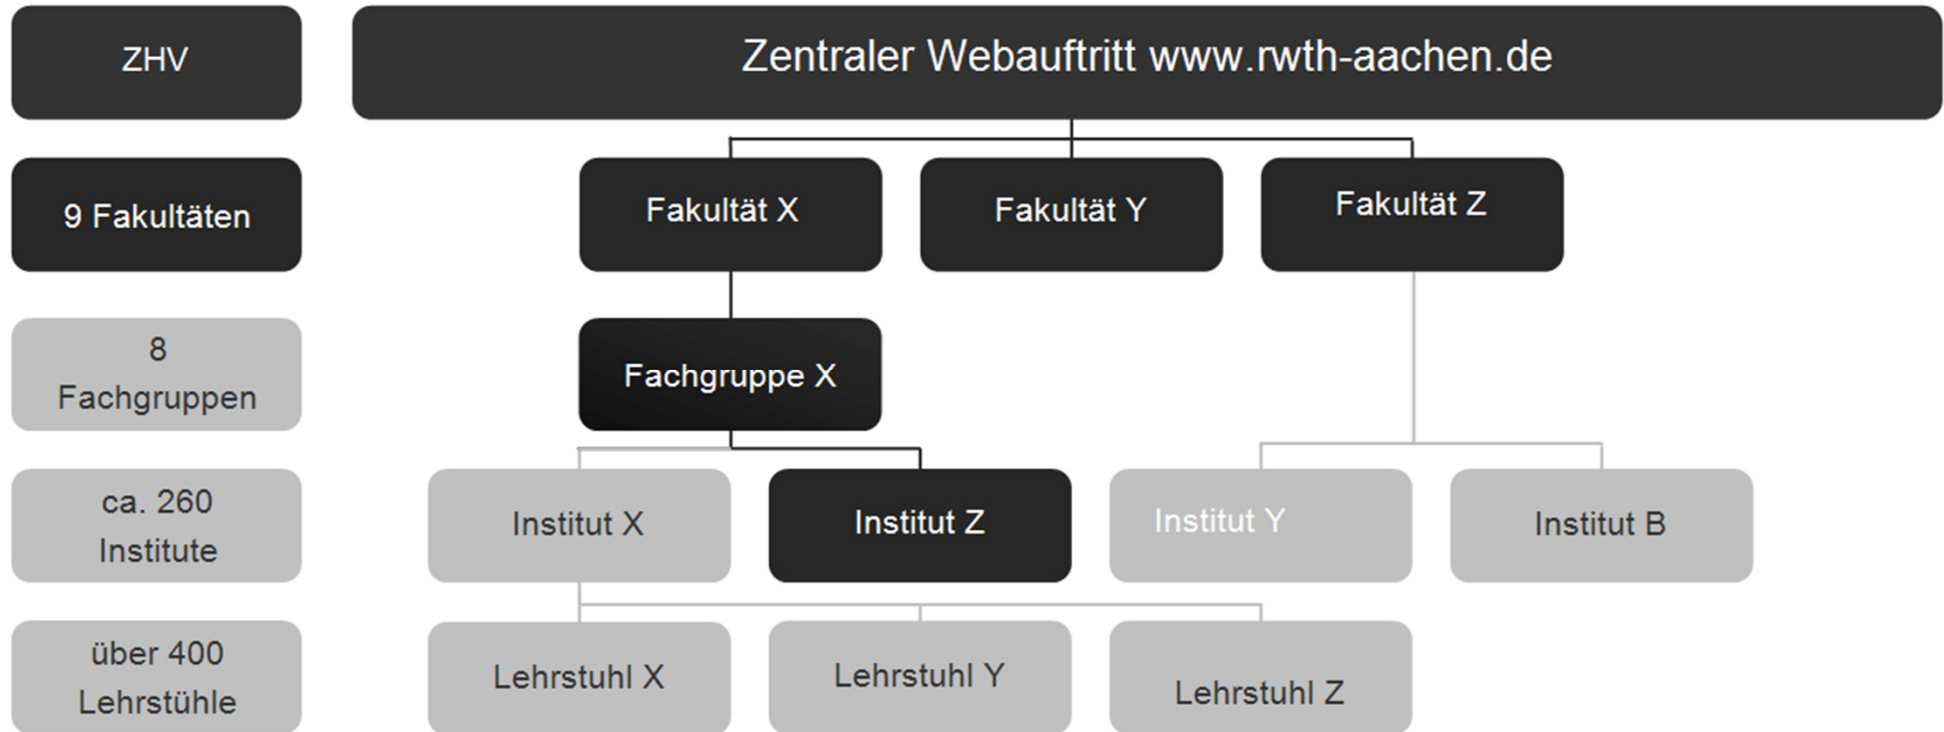 ZHV
Zentraler Webauftritt www.rwth-aachen.de
9 Fakultäten
Fakultät X
Fakultät Y
Fakultät Z
8
Fachgruppen
Fachgruppe X
ca. 260
Institute
Institut X
Institut Z
Institut Y
Institut B
über 400
Lehrstühle
Lehrstuhl X
Lehrstuhl Y
Lehrstuhl Z